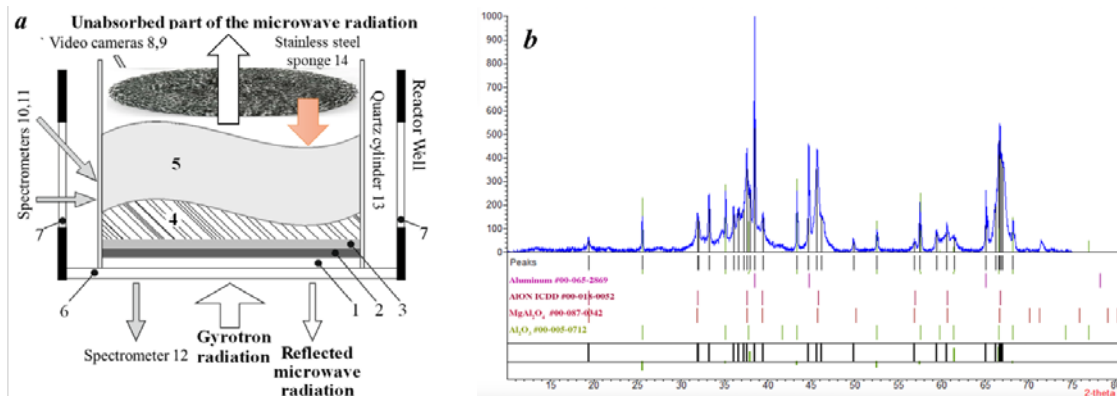 a
Unabsorbed part of the microwave radiation
Video cameras 8,9
Stainless steel
sponge 14
Spectrometers 10,11
Quartz cylinder 13
Reactor Well
5
4
7
7
6
1
2
3
Gyrotron
radiation
Spectrometer 12
Reflected
microwave
radiation
b
1000
900
800
700
600
500
400
300
200
100
0
Peaks
Aluminum #00-065-2869
AlON ICDD #00-018-0052
MgAl₂O₄ #00-087-0342
Al₂O₃ #00-005-0712
20
25
30
35
40
45
50
55
60
65
70
75
80
2-theta